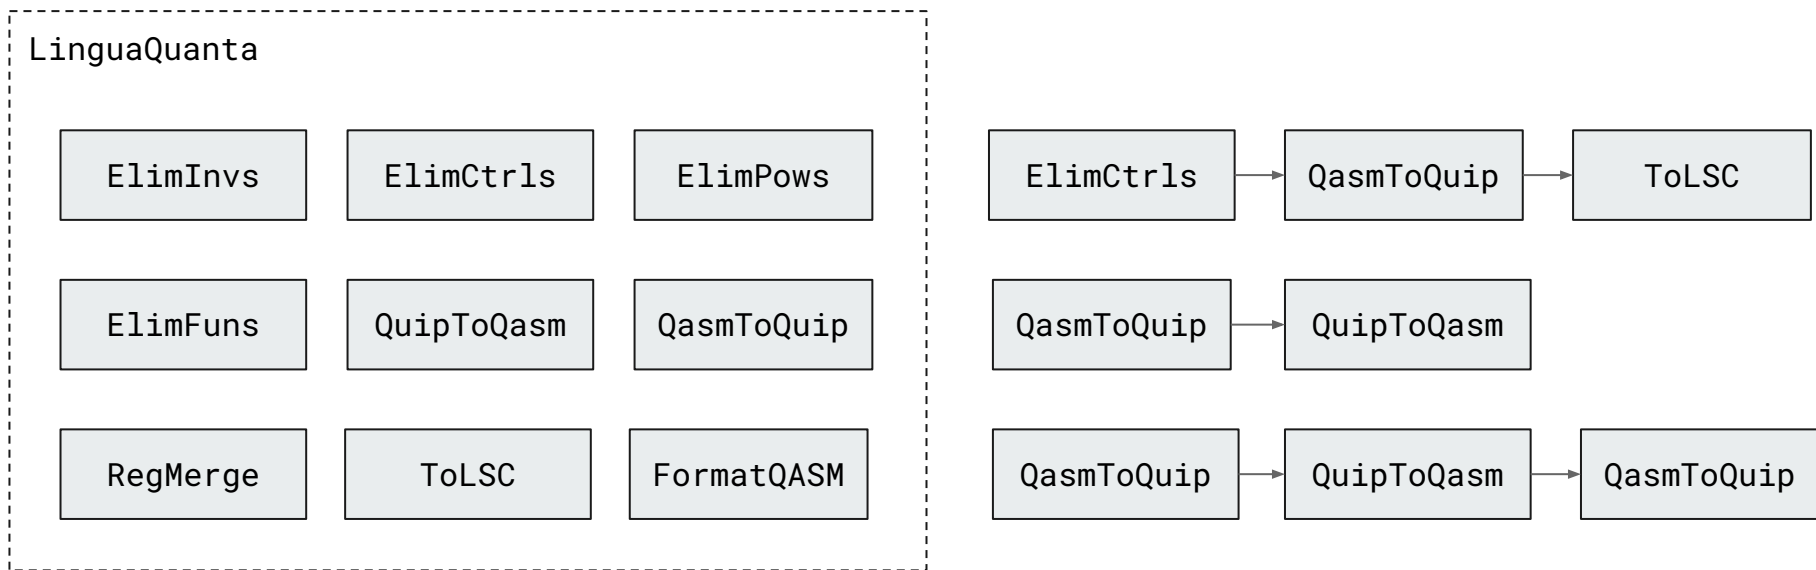 LinguaQuanta
ElimInvs ElimCtrls ElimPows ElimCtrls QasmToQuip ToLSC
ElimFuns QuipToQasm QasmToQuip QasmToQuip QuipToQasm
RegMerge ToLSC FormatQASM QasmToQuip QuipToQasm QasmToQuip